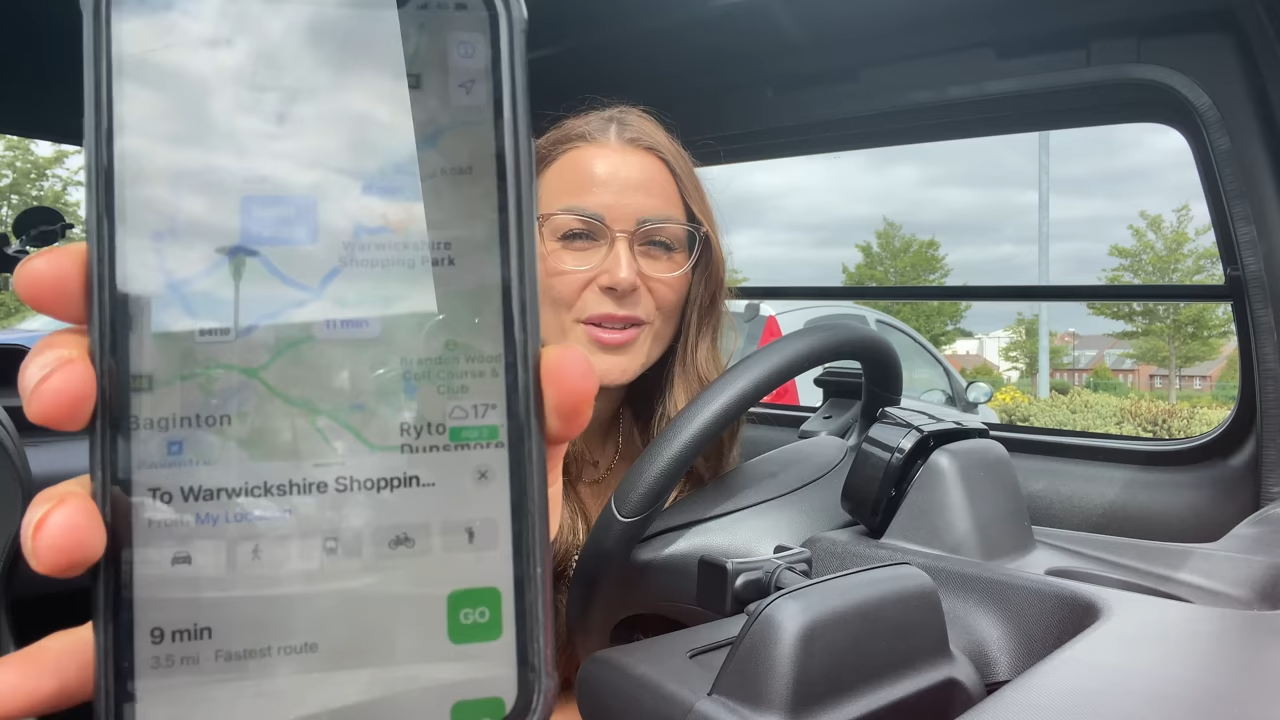 Road
Warwickshire
Shopping Park
B4110
11 min
Brandon Wood
Golf Course &
Club
17°
Baginton
Ryto
Dunsmore
To Warwickshire Shoppin...
From My Location
GO
9 min
3.5 mi · Fastest route